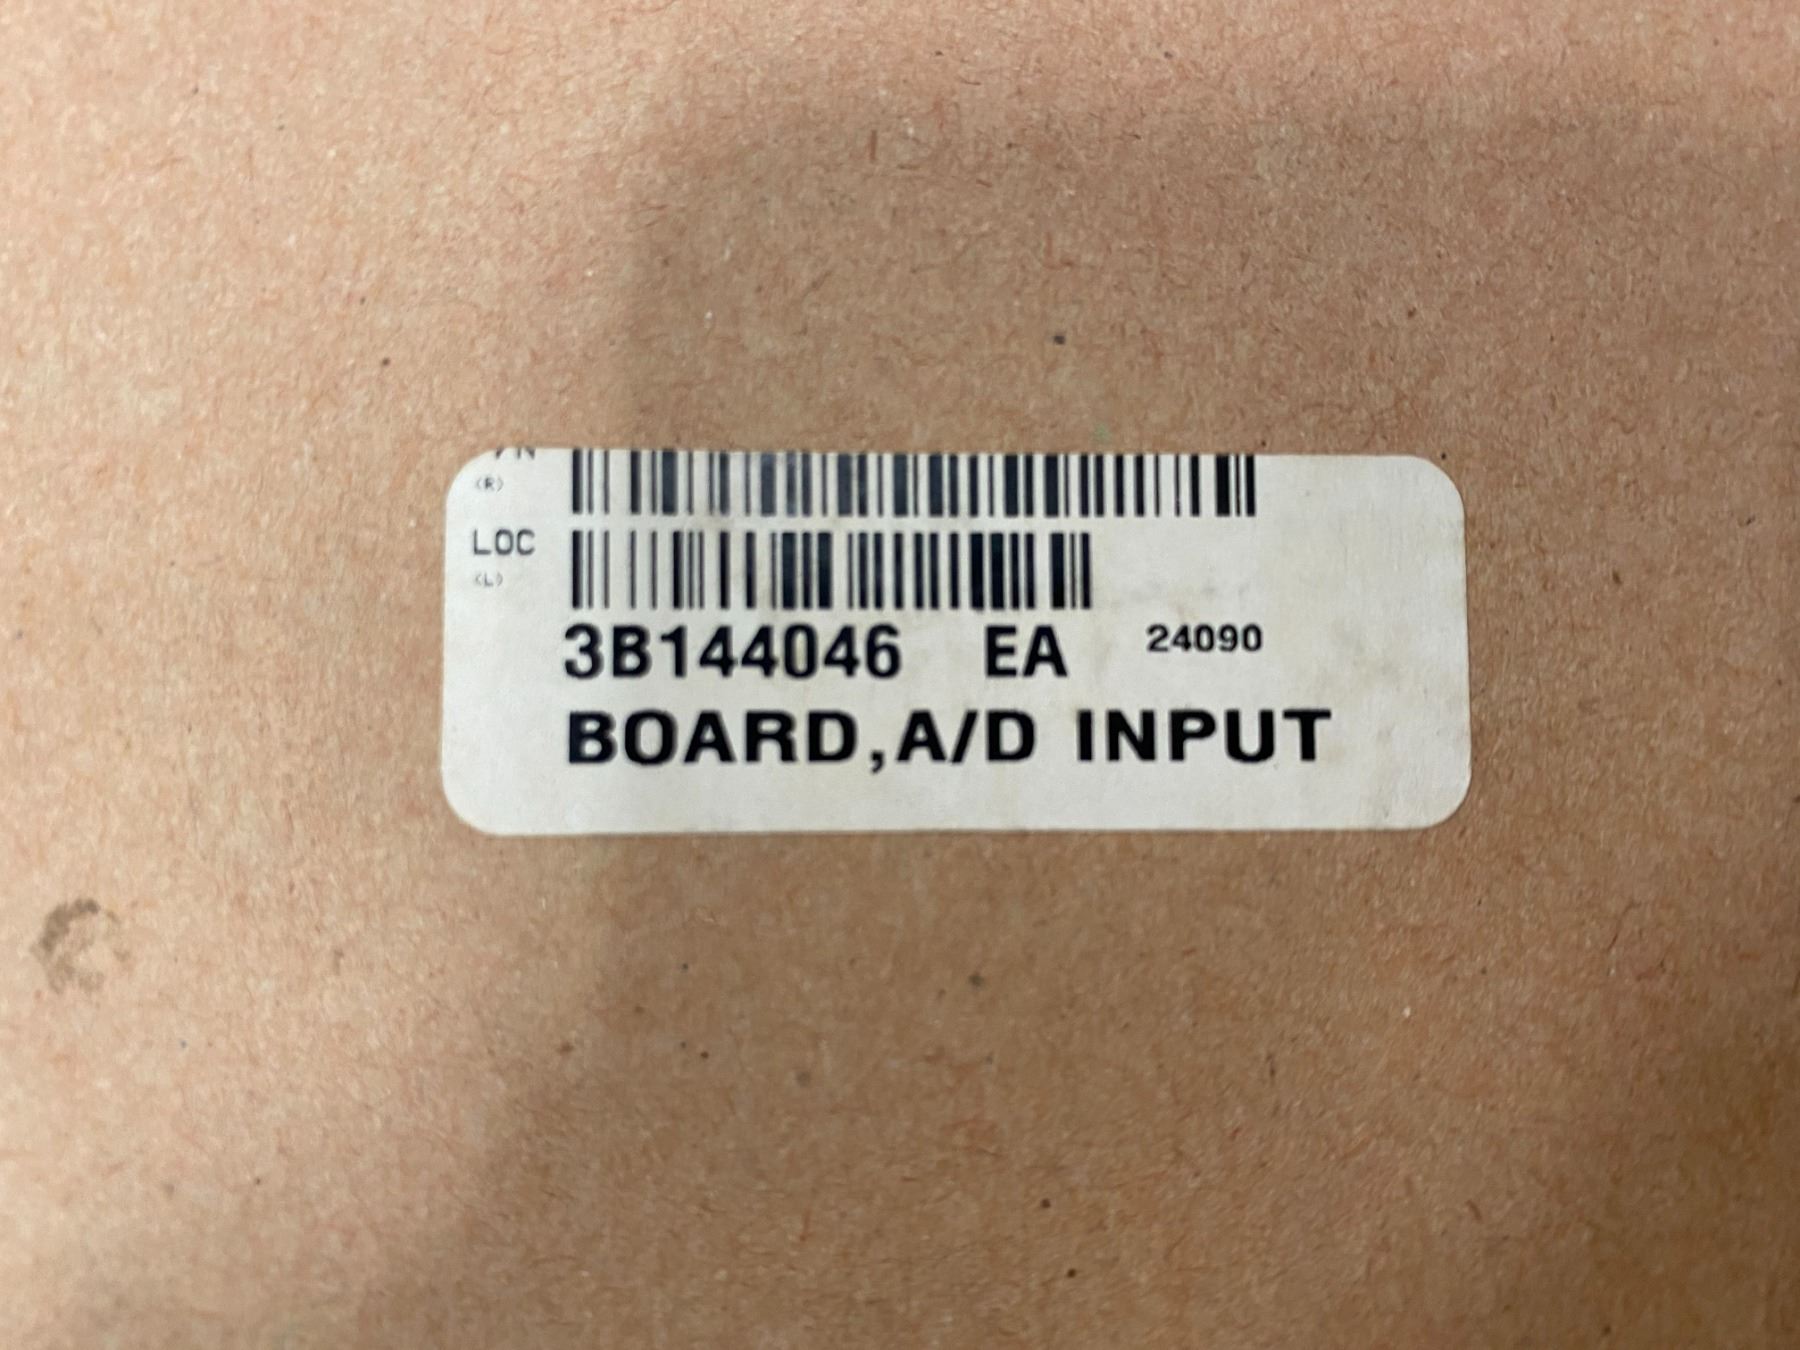 (R)
LOC
(L)
3B144046 EA 24090
BOARD,A/D INPUT